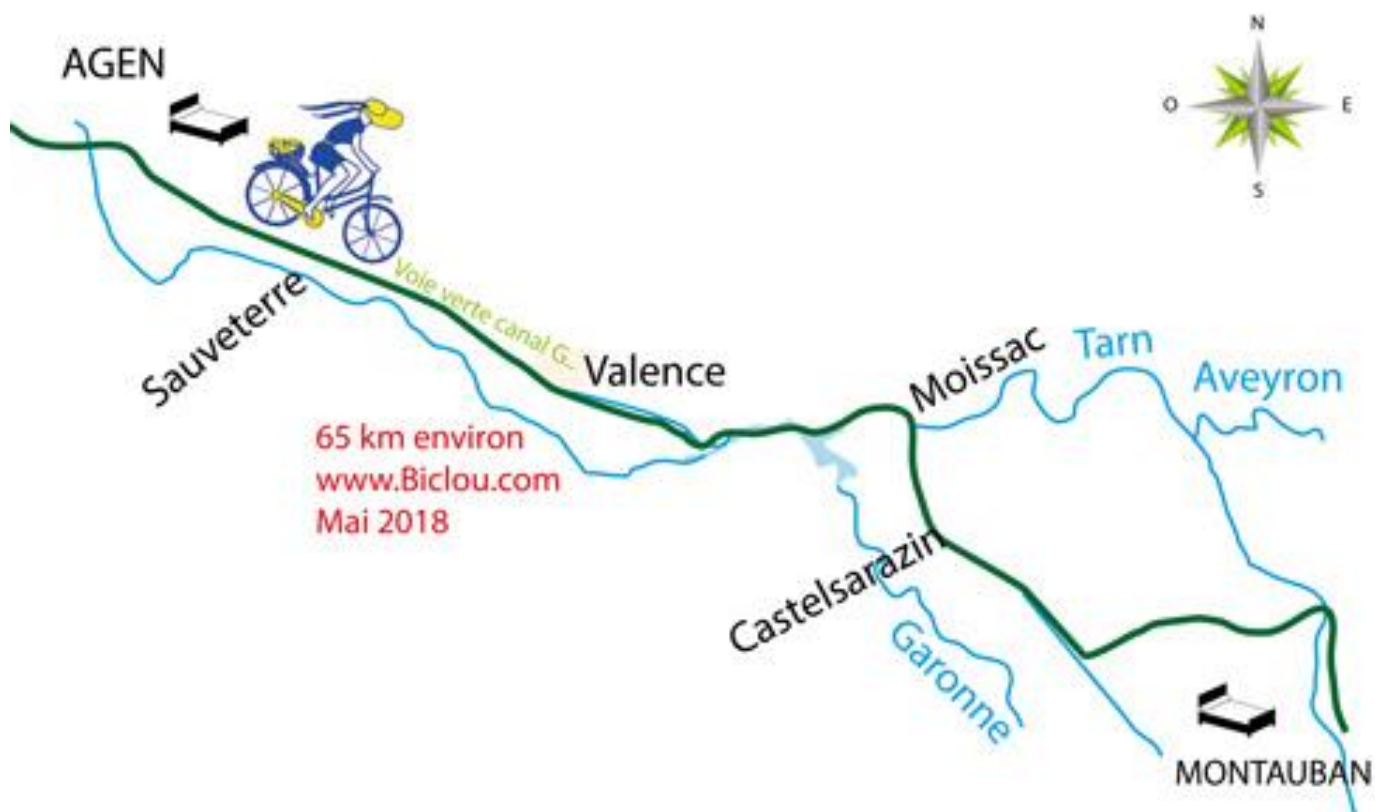 AGEN
N
O
E
S
Sauveterre
Voie verte canal G..
Valence
Moissac
Tarn
Aveyron
65 km environ
www.Biclou.com
Mai 2018
Castelsarazin
Garonne
MONTAUBAN